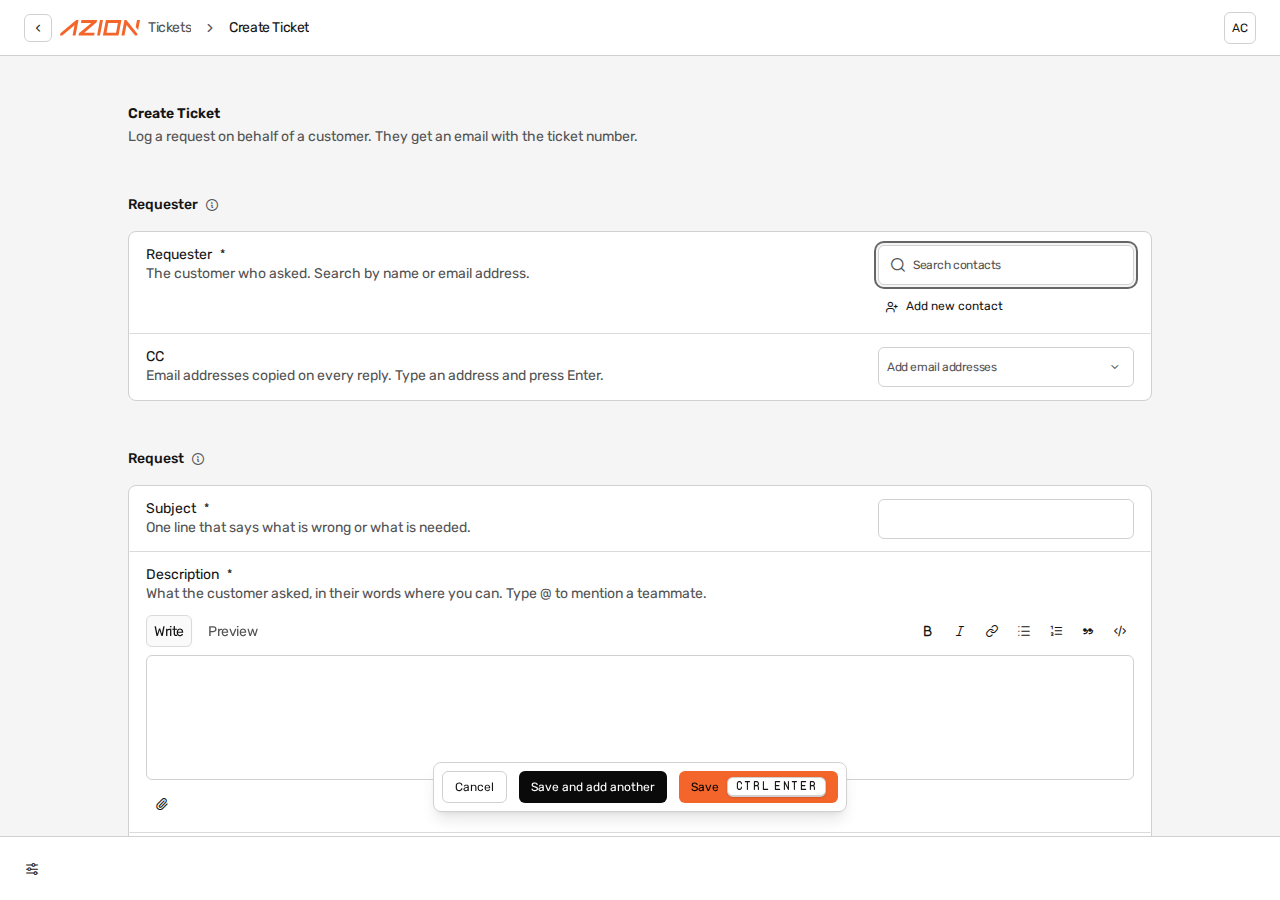 AZION Tickets Create Ticket AC
Create Ticket
Log a request on behalf of a customer. They get an email with the ticket number.
Requester
Requester *
The customer who asked. Search by name or email address.
Search contacts
Add new contact
CC
Email addresses copied on every reply. Type an address and press Enter.
Add email addresses
Request
Subject *
One line that says what is wrong or what is needed.
Description *
What the customer asked, in their words where you can. Type @ to mention a teammate.
Write Preview
Cancel Save and add another Save CTRL ENTER